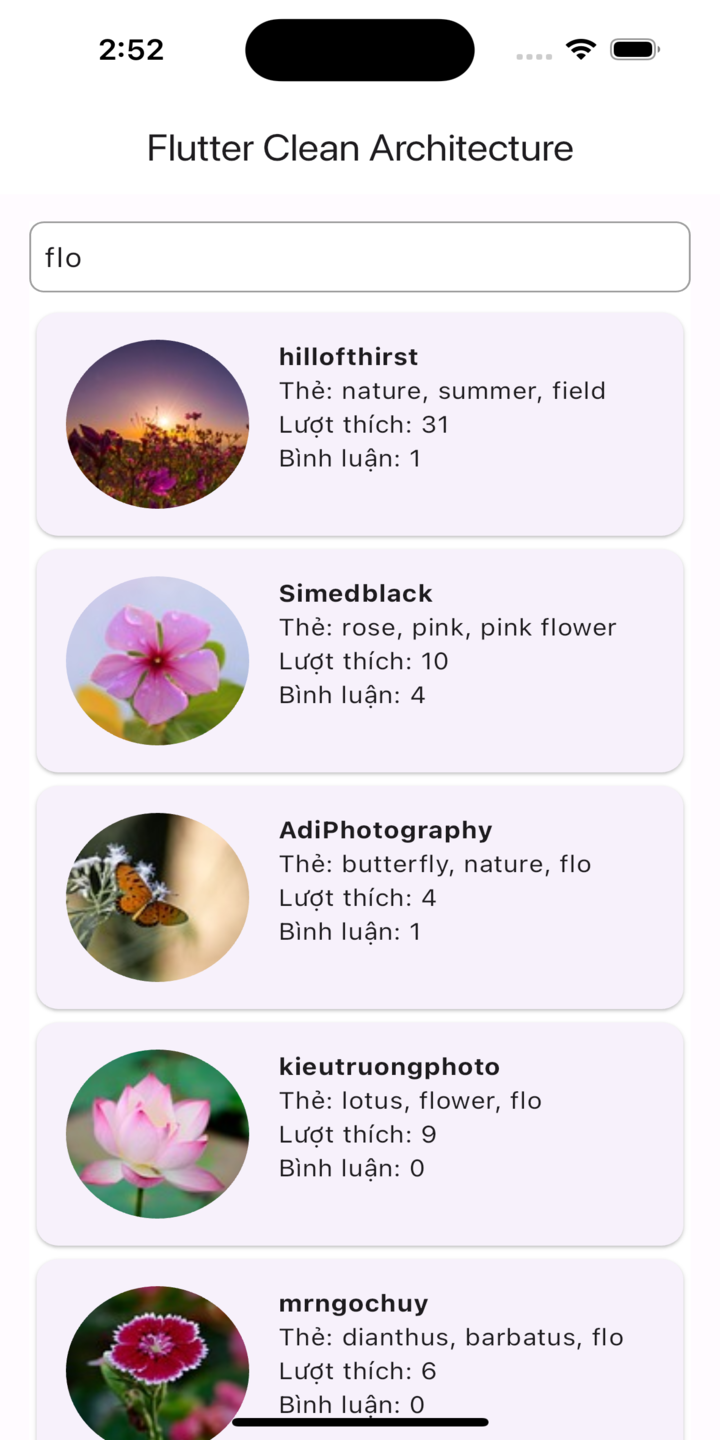 2:52
Flutter Clean Architecture
flo
hillofthirst
Thẻ: nature, summer, field
Lượt thích: 31
Bình luận: 1
Simedblack
Thẻ: rose, pink, pink flower
Lượt thích: 10
Bình luận: 4
AdiPhotography
Thẻ: butterfly, nature, flo
Lượt thích: 4
Bình luận: 1
kieutruongphoto
Thẻ: lotus, flower, flo
Lượt thích: 9
Bình luận: 0
mrngochuy
Thẻ: dianthus, barbatus, flo
Lượt thích: 6
Bình luận: 0